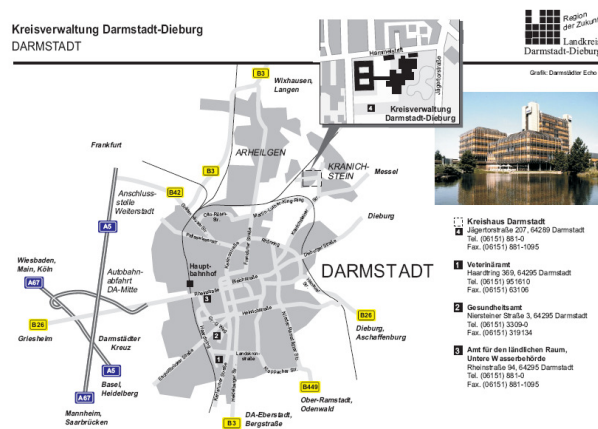 Kreisverwaltung Darmstadt-Dieburg
DARMSTADT
Region
der Zukunft
Landkreis
Darmstadt-Dieburg
Grafik: Darmstädter Echo
Jägertorstraße
4
Kreisverwaltung
Darmstadt-Dieburg
B3
Wixhausen,
Langen
Frankfurt
ARHEILGEN
KRANICH-
STEIN
Messel
B3
B42
Anschluss-
stelle
Weiterstadt
Dieburg
A5
Wiesbaden,
Main, Köln
A67
Autobahn-
abfahrt
DA-Mitte
Haupt-
bahnhof
DARMSTADT
3
Rheinstraße
B26
Griesheim
Darmstädter
Kreuz
B26
Dieburg,
Aschaffenburg
2
1
A5
Basel,
Heidelberg
A67
Mannheim,
Saarbrücken
B3
DA-Eberstadt,
Bergstraße
B449
Ober-Ramstadt,
Odenwald
Kreishaus Darmstadt
4 Jägertorstraße 207, 64289 Darmstadt
Tel. (06151) 881-0
Fax. (06151) 881-1095
1 Veterinäramt
Haardtring 369, 64295 Darmstadt
Tel. (06151) 951610
Fax. (06151) 63106
2 Gesundheitsamt
Niersteiner Straße 3, 64295 Darmstadt
Tel. (06151) 3309-0
Fax. (06151) 319134
3 Amt für den ländlichen Raum,
Untere Wasserbehörde
Rheinstraße 94, 64295 Darmstadt
Tel. (06151) 881-0
Fax. (06151) 881-1095